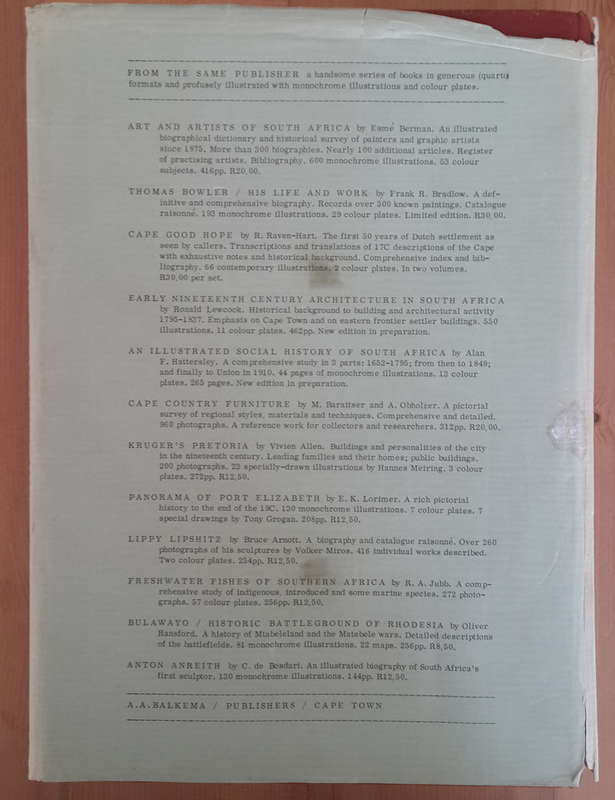 FROM THE SAME PUBLISHER a handsome series of books in generous (quarto)
formats and profusely illustrated with monochrome illustrations and colour plates.
ART AND ARTISTS OF SOUTH AFRICA by Esmé Berman. An illustrated
biographical dictionary and historical survey of painters and graphic artists
since 1875. More than 300 biographies. Nearly 100 additional articles. Register
of practising artists. Bibliography. 600 monochrome illustrations. 53 colour
subjects. 416pp. R20,00.
THOMAS BOWLER / HIS LIFE AND WORK by Frank R. Bradlow. A def-
initive and comprehensive biography. Records over 500 known paintings. Catalogue
raisonné. 193 monochrome illustrations. 29 colour plates. Limited edition. R30,00.
CAPE GOOD HOPE by R. Raven-Hart. The first 50 years of Dutch settlement as
seen by callers. Transcriptions and translations of 17C descriptions of the Cape
with exhaustive notes and historical background. Comprehensive index and bib-
liography. 66 contemporary illustrations. 2 colour plates. In two volumes.
R30,00 per set.
EARLY NINETEENTH CENTURY ARCHITECTURE IN SOUTH AFRICA
by Ronald Lewcock. Historical background to building and architectural activity
1795-1837. Emphasis on Cape Town and on eastern frontier settler buildings. 550
illustrations. 11 colour plates. 462pp. New edition in preparation.
AN ILLUSTRATED SOCIAL HISTORY OF SOUTH AFRICA by Alan
F. Hattersley. A comprehensive study in 3 parts: 1652-1795; from then to 1840;
and finally to Union in 1910. 44 pages of monochrome illustrations. 13 colour
plates. 265 pages. New edition in preparation.
CAPE COUNTRY FURNITURE by M. Baraitser and A. Obholzer. A pictorial
survey of regional styles, materials and techniques. Comprehensive and detailed.
960 photographs. A reference work for collectors and researchers. 312pp. R20,00.
KRUGER'S PRETORIA by Vivien Allen. Buildings and personalities of the city
in the nineteenth century. Leading families and their homes; public buildings.
200 photographs. 23 specially-drawn illustrations by Hannes Meiring. 3 colour
plates. 272pp. R12,50.
PANORAMA OF PORT ELIZABETH by E. K. Lorimer. A rich pictorial
history to the end of the 19C. 130 monochrome illustrations. 7 colour plates. 7
special drawings by Tony Grogan. 208pp. R12,50.
LIPPY LIPSHITZ by Bruce Arnott. A biography and catalogue raisonné. Over 260
photographs of his sculptures by Volker Miros. 416 individual works described.
Two colour plates. 234pp. R12,50.
FRESHWATER FISHES OF SOUTHERN AFRICA by R. A. Jubb. A comp-
rehensive study of indigenous, introduced and some marine species. 272 photo-
graphs. 57 colour plates. 256pp. R12,50.
BULAWAYO / HISTORIC BATTLEGROUND OF RHODESIA by Oliver
Ransford. A history of Mtabeleland and the Matabele wars. Detailed descriptions
of the battlefields. 81 monochrome illustrations. 22 maps. 256pp. R8,50.
ANTON ANREITH by C. de Bosdari. An illustrated biography of South Africa's
first sculptor. 130 monochrome illustrations. 144pp. R12,50.
A.A.BALKEMA / PUBLISHERS / CAPE TOWN